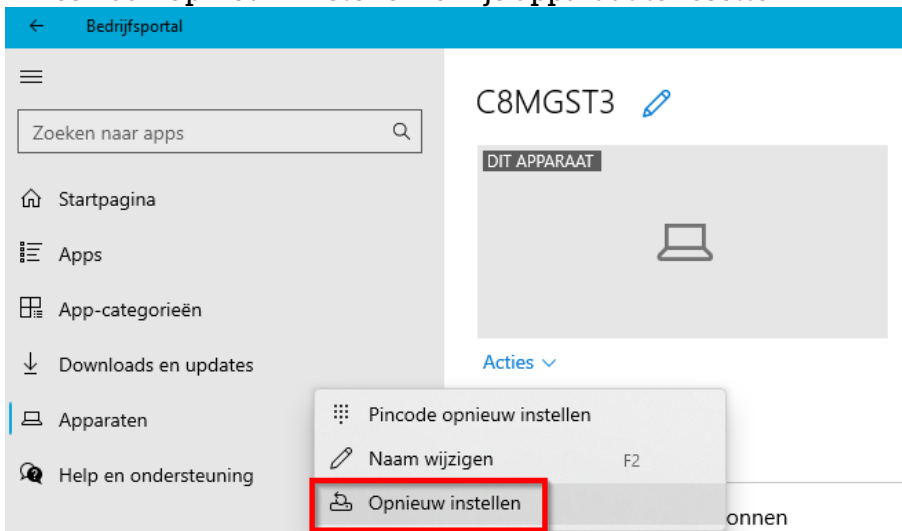 Bedrijfsportal
C8MGST3
Zoeken naar apps
DIT APPARAAT
Startpagina
Apps
App-categorieën
Downloads en updates
Acties
Apparaten
Pincode opnieuw instellen
Naam wijzigen F2
Help en ondersteuning
Opnieuw instellen
onnen